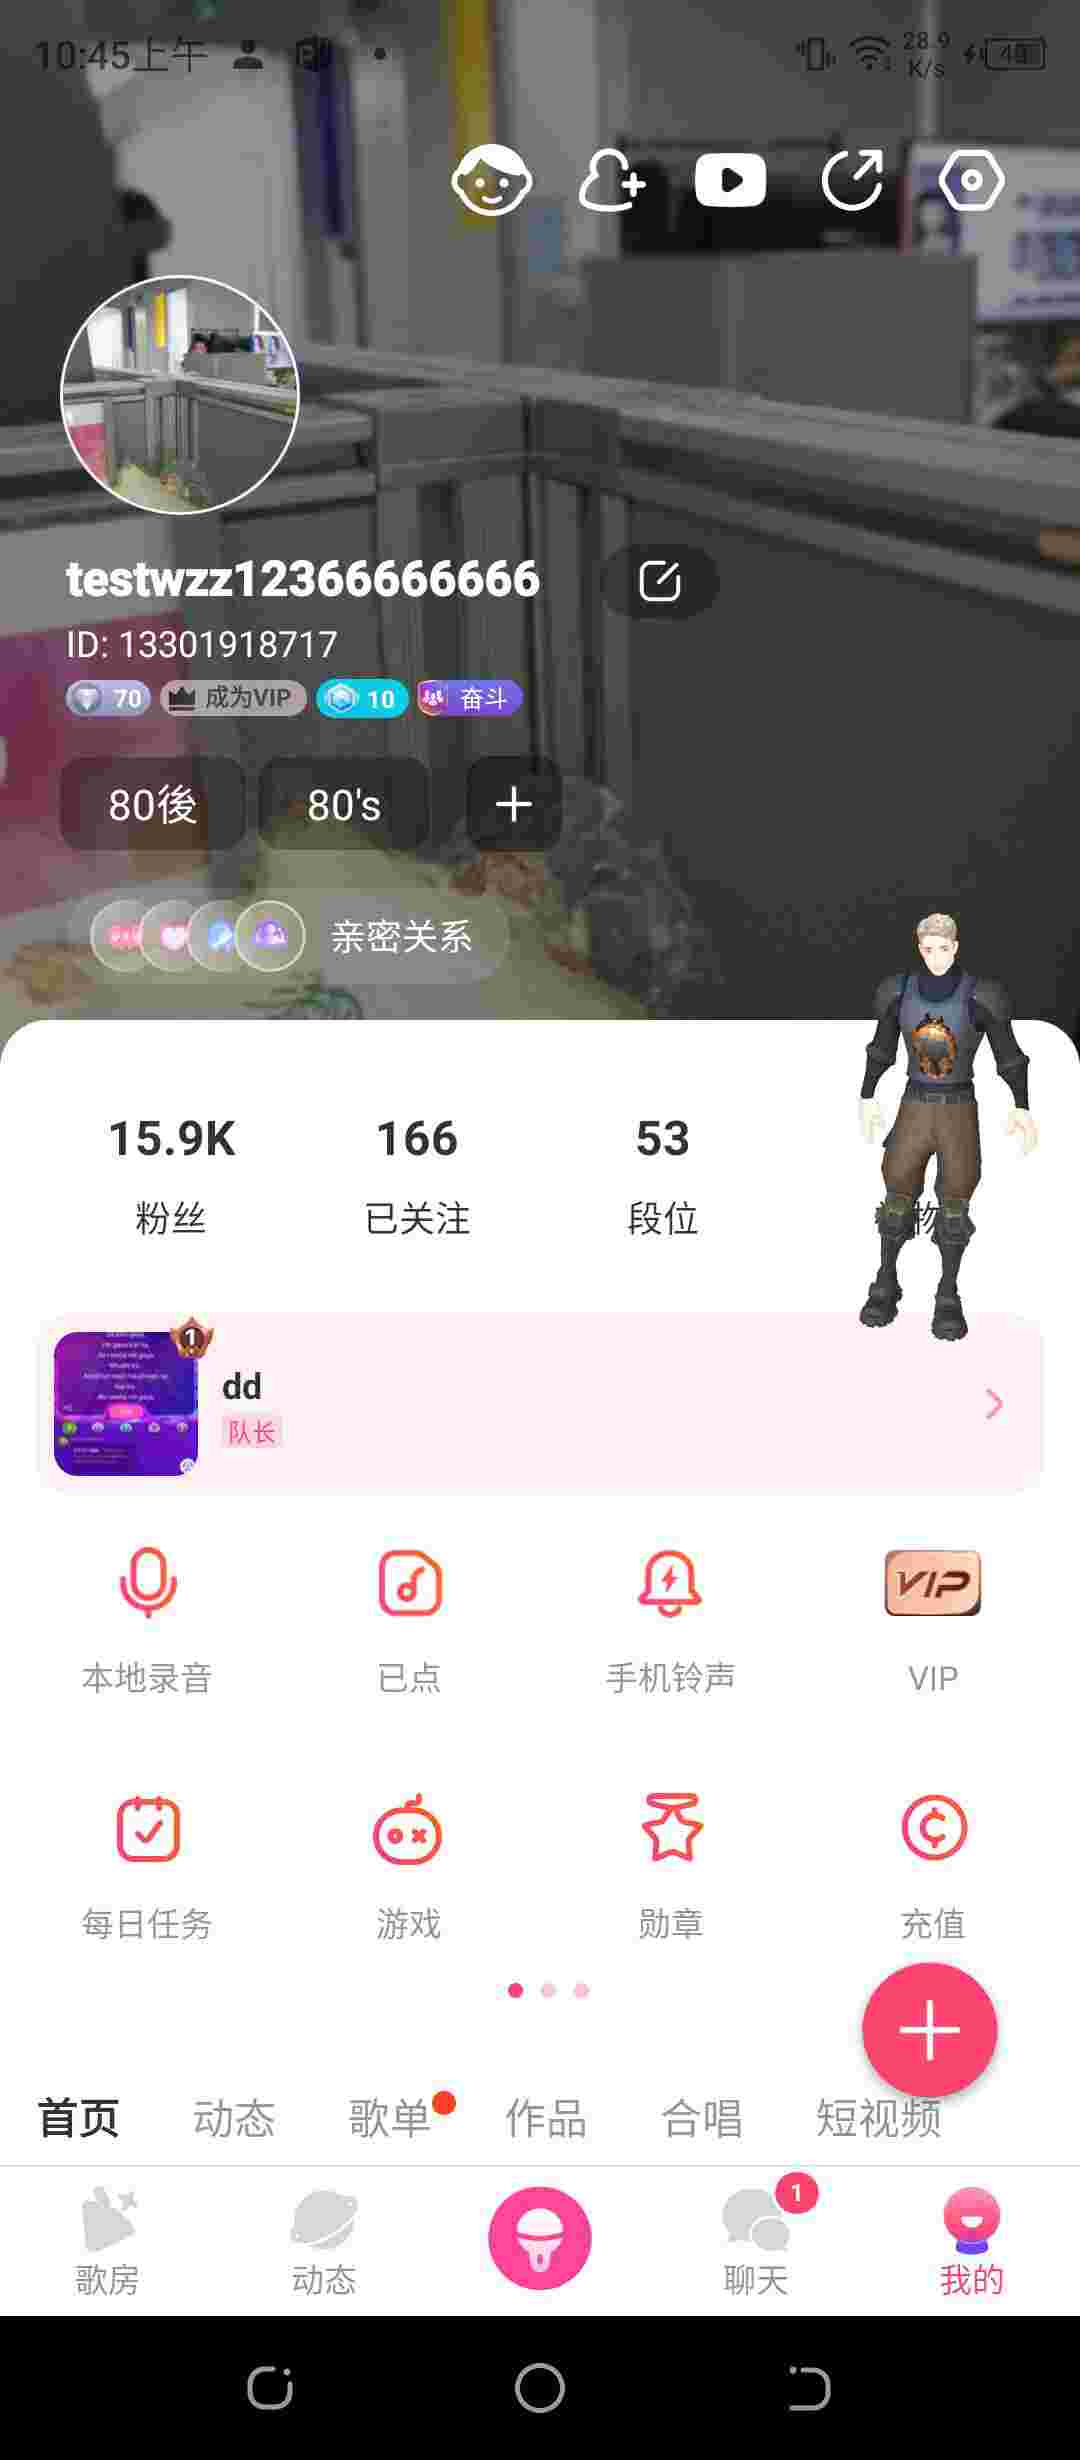 10:45上午
28.9 K/s
49
testwzz12366666666
ID: 13301918717
70 成为VIP 10 奋斗
80後 80's
亲密关系
15.9K 166 53
粉丝 已关注 段位 物
1
dd
队长
本地录音 已点 手机铃声 VIP
每日任务 游戏 勋章 充值
首页 动态 歌单 作品 合唱 短视频
1
歌房 动态 聊天 我的